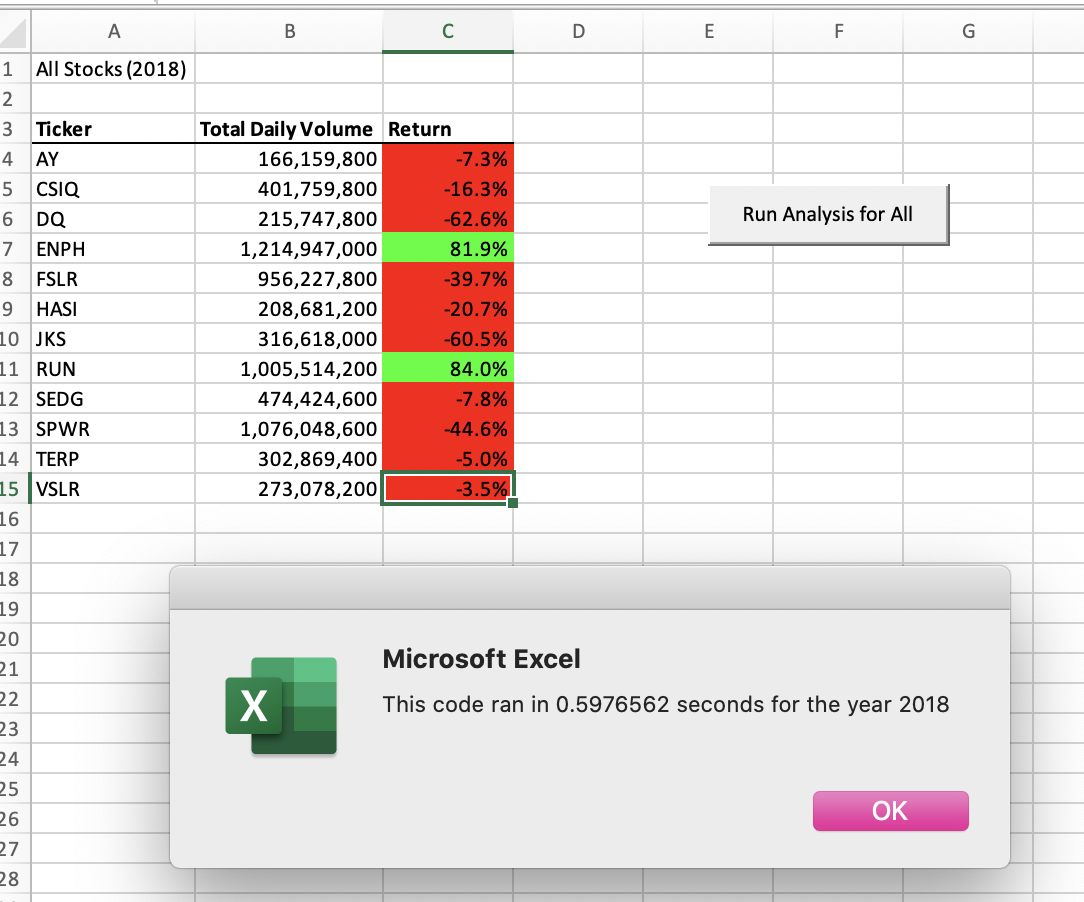 A B C D E F G
1 All Stocks (2018)
2
3 Ticker Total Daily Volume Return
4 AY 166,159,800 -7.3%
5 CSIQ 401,759,800 -16.3%
Run Analysis for All
6 DQ 215,747,800 -62.6%
7 ENPH 1,214,947,000 81.9%
8 FSLR 956,227,800 -39.7%
9 HASI 208,681,200 -20.7%
10 JKS 316,618,000 -60.5%
11 RUN 1,005,514,200 84.0%
12 SEDG 474,424,600 -7.8%
13 SPWR 1,076,048,600 -44.6%
14 TERP 302,869,400 -5.0%
15 VSLR 273,078,200 -3.5%
16
17
18
19
20
21
22
23
24
25
26
27
28
Microsoft Excel
X
This code ran in 0.5976562 seconds for the year 2018
OK